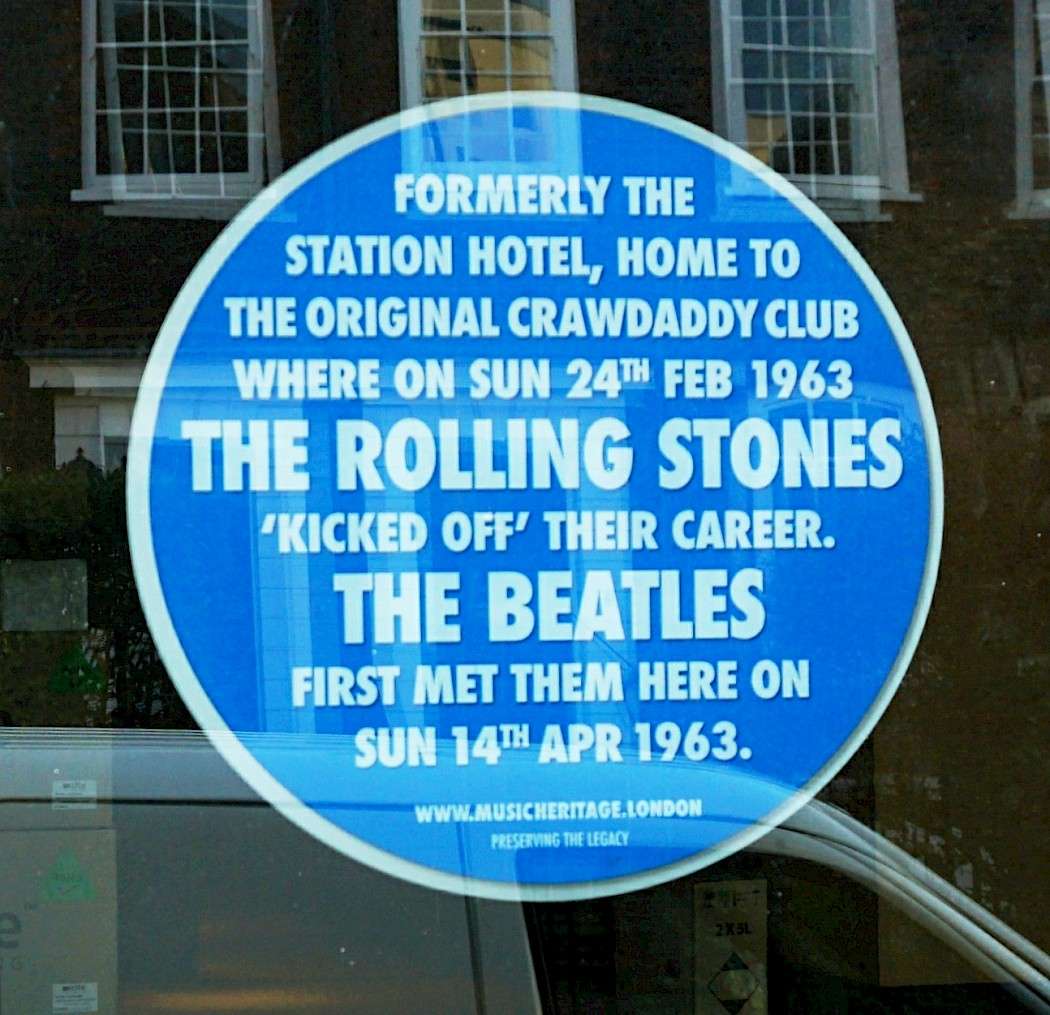 FORMERLY THE
STATION HOTEL, HOME TO
THE ORIGINAL CRAWDADDY CLUB
WHERE ON SUN 24TH FEB 1963
THE ROLLING STONES
'KICKED OFF' THEIR CAREER.
THE BEATLES
FIRST MET THEM HERE ON
SUN 14TH APR 1963.
WWW.MUSICHERITAGE.LONDON
PRESERVING THE LEGACY
2X5L